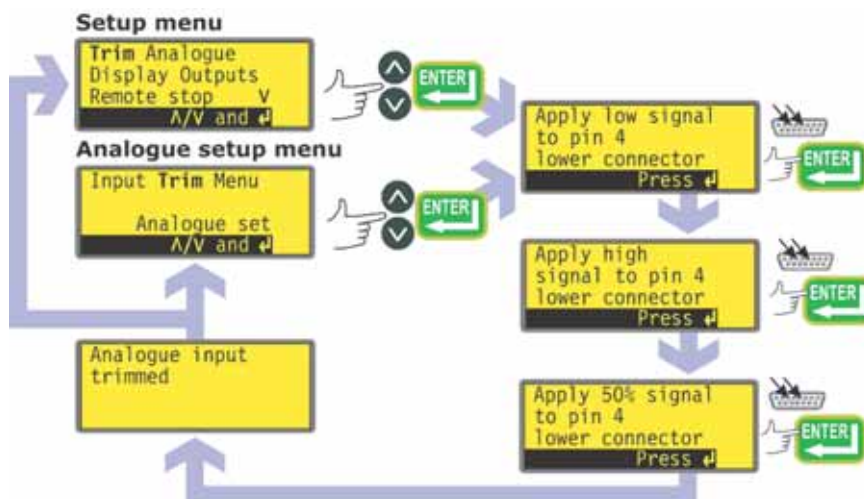 Setup menu
Trim Analogue
Display Outputs
Remote stop V
Λ/V and ↲
ENTER
Analogue setup menu
Input Trim Menu
Analogue set
Λ/V and ↲
ENTER
Apply low signal
to pin 4
lower connector
Press ↲
ENTER
Apply high
signal to pin 4
lower connector
Press ↲
ENTER
Apply 50% signal
to pin 4
lower connector
Press ↲
ENTER
Analogue input
trimmed